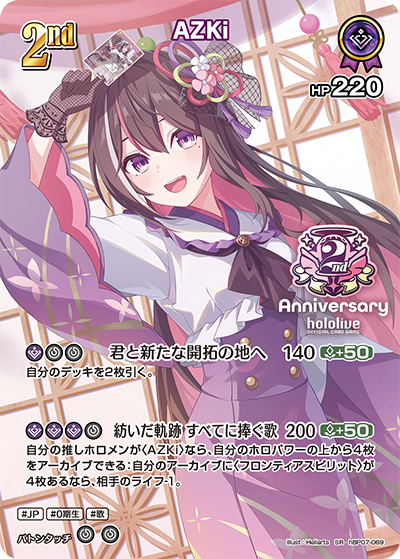 2nd
AZKi
HP220
2nd
Anniversary
hololive
OFFICIAL CARD GAME
君と新たな開拓の地へ 140 +50
自分のデッキを2枚引く。
紡いだ軌跡 すべてに捧ぐ歌 200 +50
自分の推しホロメンが〈AZKi〉なら、自分のホロパワーの上から4枚
をアーカイブできる:自分のアーカイブに〈フロンティアスピリット〉が
4枚あるなら、相手のライフ-1。
#JP #0期生 #歌
バトンタッチ
Illust:Hellarts SR hBP07-069